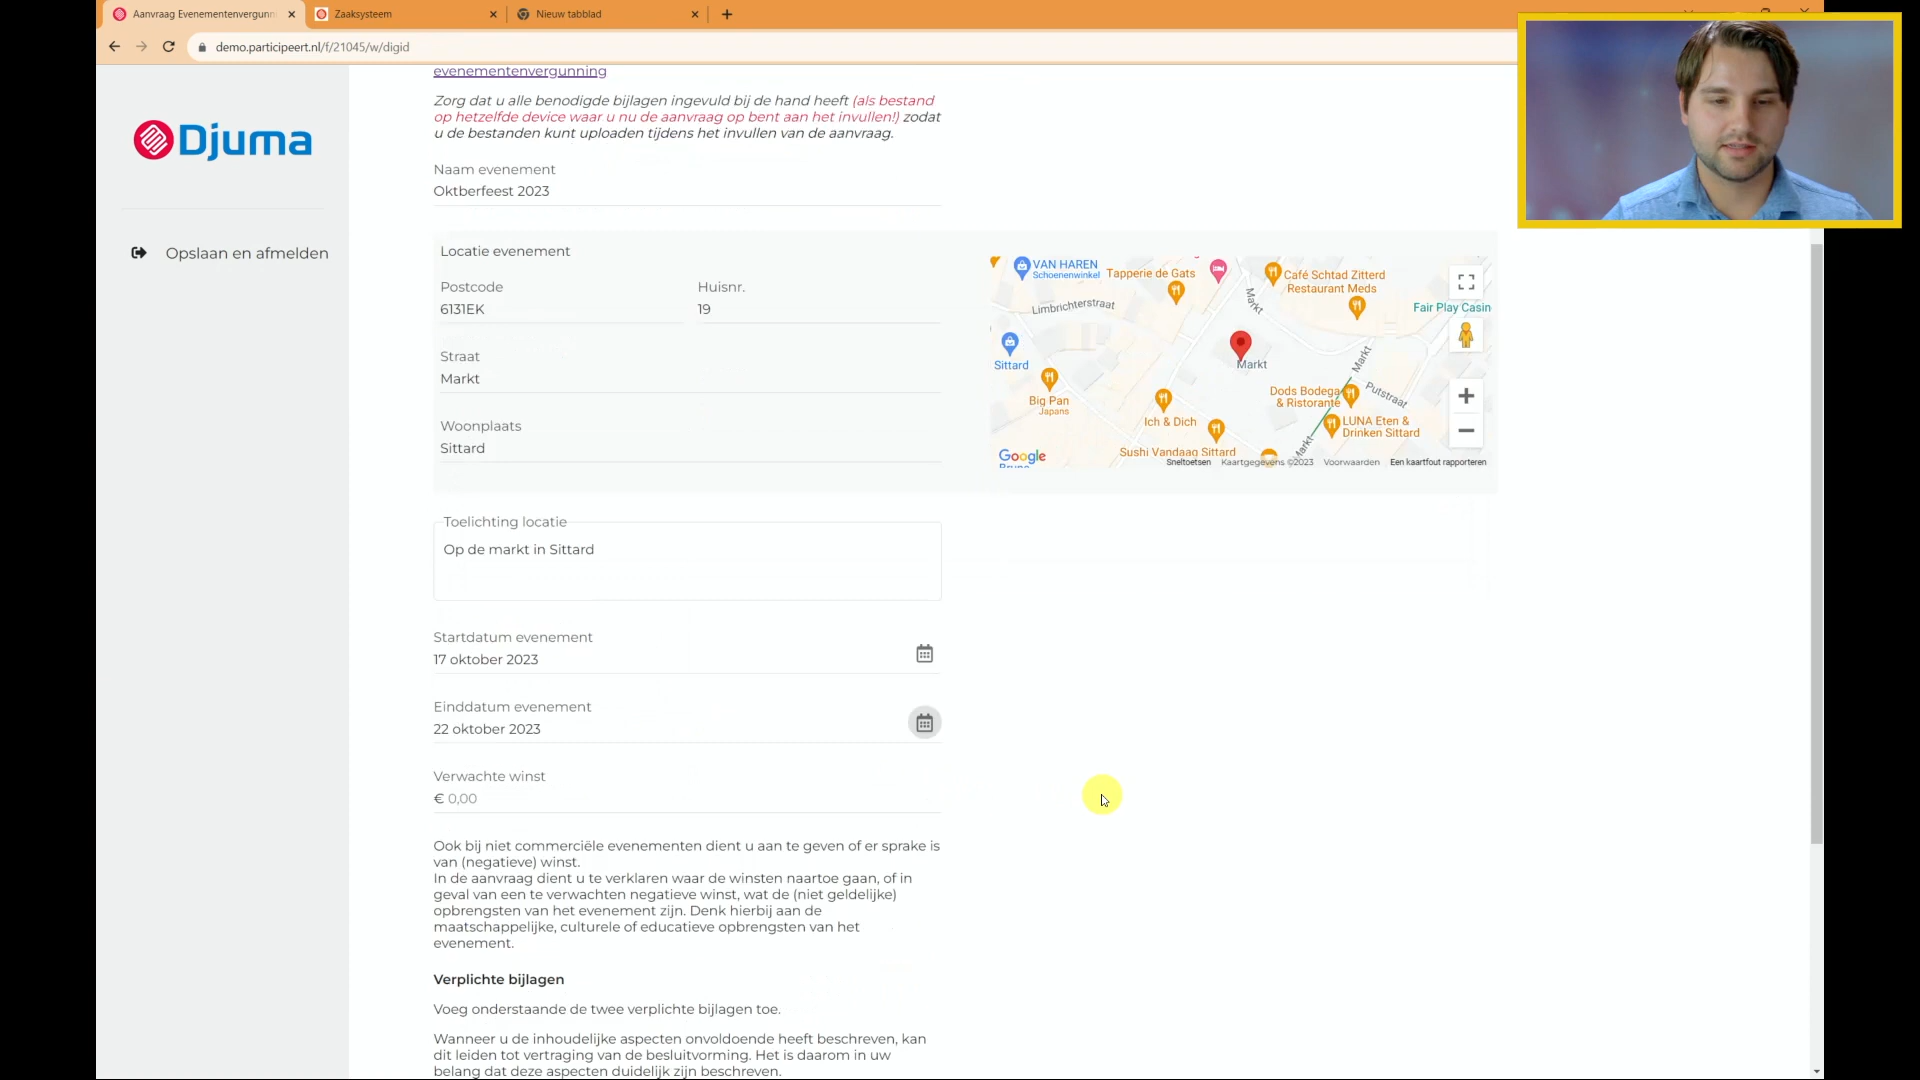 Aanvraag Evenementenvergunn
Zaaksysteem
Nieuw tabblad
demo.participeert.nl/f/21045/w/digid
Djuma
Opslaan en afmelden
evenementenvergunning
Zorg dat u alle benodigde bijlagen ingevuld bij de hand heeft (als bestand
op hetzelfde device waar u nu de aanvraag op bent aan het invullen!) zodat
u de bestanden kunt uploaden tijdens het invullen van de aanvraag.
Naam evenement
Oktberfeest 2023
Locatie evenement
Postcode
6131EK
Huisnr.
19
Straat
Markt
Woonplaats
Sittard
VAN HAREN
Schoenenwinkel
Tapperie de Gats
Café Schtad Zitterd
Restaurant Meds
Fair Play Casin
Limbrichterstraat
Markt
Sittard
Markt
Markt
Big Pan
Japans
Dods Bodega
& Ristorante
Putstraat
Ich & Dich
LUNA Eten &
Drinken Sittard
Markt
Sushi Vandaag Sittard
Google
Sneltoetsen
Kaartgegevens ©2023
Voorwaarden
Een kaartfout rapporteren
Toelichting locatie
Op de markt in Sittard
Startdatum evenement
17 oktober 2023
Einddatum evenement
22 oktober 2023
Verwachte winst
€ 0,00
Ook bij niet commerciële evenementen dient u aan te geven of er sprake is
van (negatieve) winst.
In de aanvraag dient u te verklaren waar de winsten naartoe gaan, of in
geval van een te verwachten negatieve winst, wat de (niet geldelijke)
opbrengsten van het evenement zijn. Denk hierbij aan de
maatschappelijke, culturele of educatieve opbrengsten van het
evenement.
Verplichte bijlagen
Voeg onderstaande de twee verplichte bijlagen toe.
Wanneer u de inhoudelijke aspecten onvoldoende heeft beschreven, kan
dit leiden tot vertraging van de besluitvorming. Het is daarom in uw
belang dat deze aspecten duidelijk zijn beschreven.